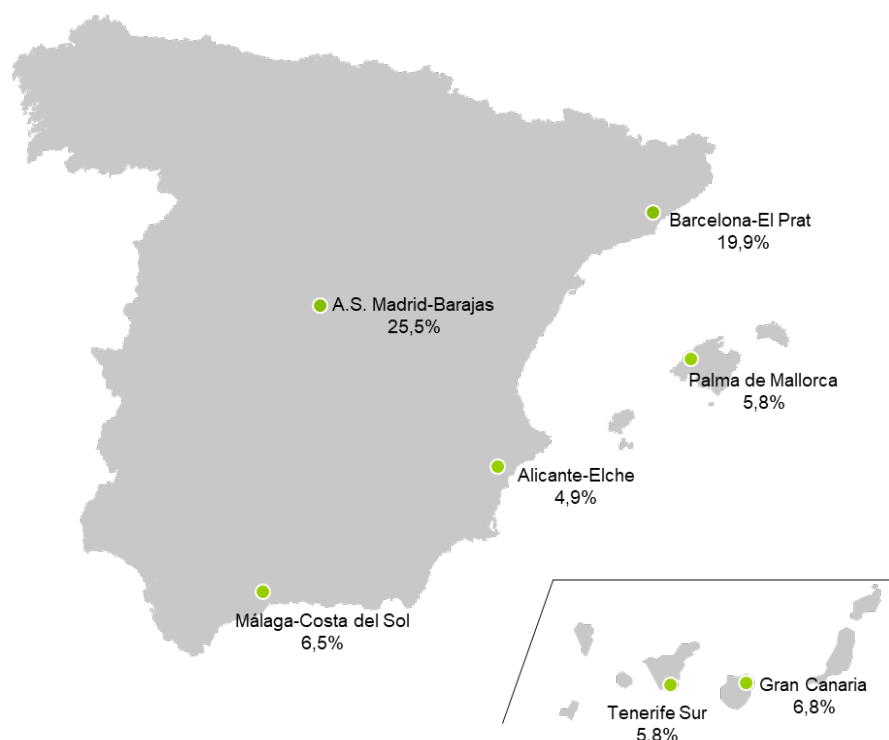 Barcelona-El Prat
19,9%
A.S. Madrid-Barajas
25,5%
Palma de Mallorca
5,8%
Alicante-Elche
4,9%
Málaga-Costa del Sol
6,5%
Gran Canaria
6,8%
Tenerife Sur
5,8%